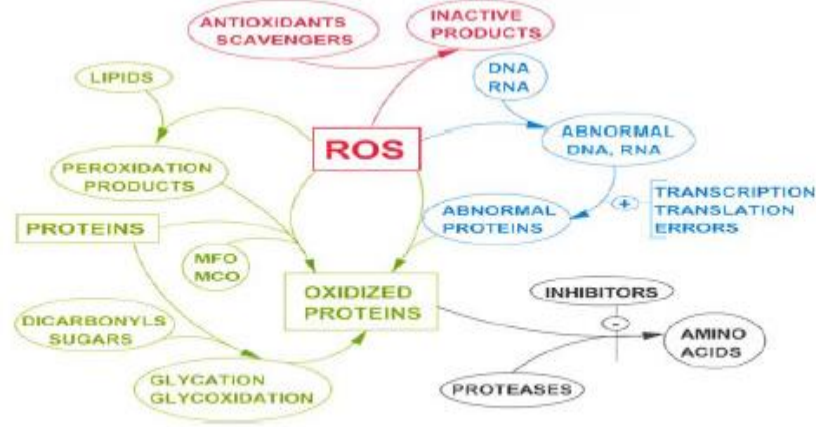 ANTIOXIDANTS
SCAVENGERS
INACTIVE
PRODUCTS
LIPIDS
DNA
RNA
ROS
ABNORMAL
DNA, RNA
PEROXIDATION
PRODUCTS
PROTEINS
ABNORMAL
PROTEINS
+
TRANSCRIPTION
TRANSLATION
ERRORS
MFO
MCO
OXIDIZED
PROTEINS
INHIBITORS
-
DICARBONYLS
SUGARS
AMINO
ACIDS
GLYCATION
GLYCOXIDATION
PROTEASES